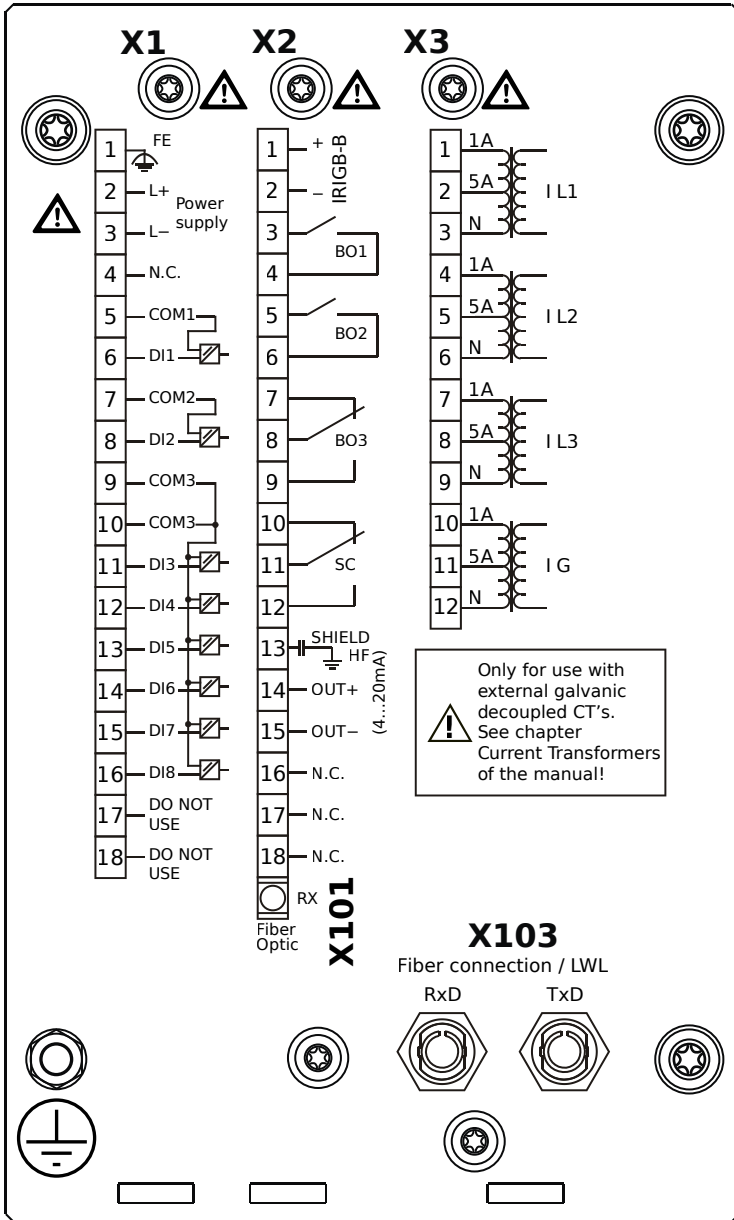 X1
X2
X3
1 FE
2 L+
3 L−
Power
supply
4 N.C.
5 COM1
6 DI1
7 COM2
8 DI2
9 COM3
10 COM3
11 DI3
12 DI4
13 DI5
14 DI6
15 DI7
16 DI8
17 DO NOT
USE
18 DO NOT
USE
1 +
2 −
IRIGB-B
3
4
BO1
5
6
BO2
7
8 BO3
9
10
11 SC
12
13 SHIELD
HF
14 OUT+
15 OUT−
(4...20mA)
16 N.C.
17 N.C.
18 N.C.
RX
Fiber
Optic
X101
1 1A
2 5A I L1
3 N
4 1A
5 5A I L2
6 N
7 1A
8 5A I L3
9 N
10 1A
11 5A I G
12 N
Only for use with
external galvanic
decoupled CT's.
See chapter
Current Transformers
of the manual!
X103
Fiber connection / LWL
RxD TxD